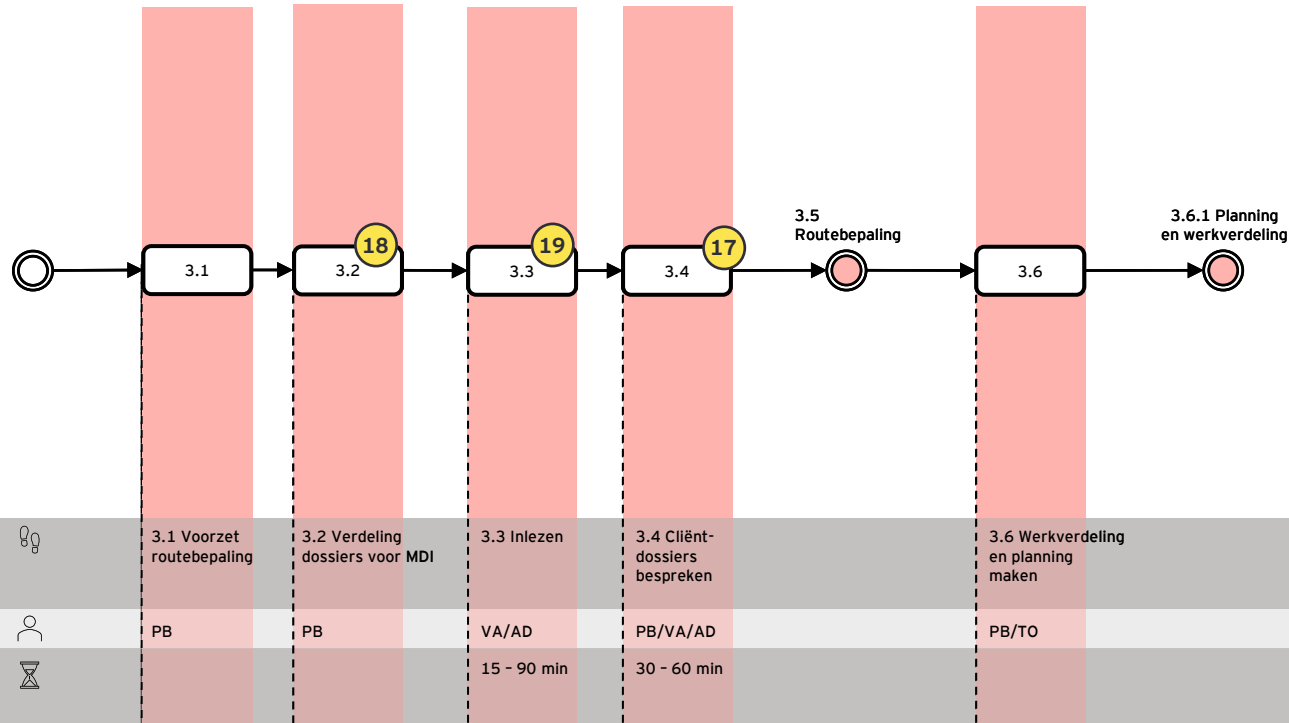 3.5
Routebepaling
3.6.1 Planning
en werkverdeling
18
19
17
3.1
3.2
3.3
3.4
3.6
3.1 Voorzet
routebepaling
3.2 Verdeling
dossiers voor MDI
3.3 Inlezen
3.4 Cliënt-
dossiers
bespreken
3.6 Werkverdeling
en planning
maken
PB
PB
VA/AD
PB/VA/AD
PB/TO
15 – 90 min
30 – 60 min